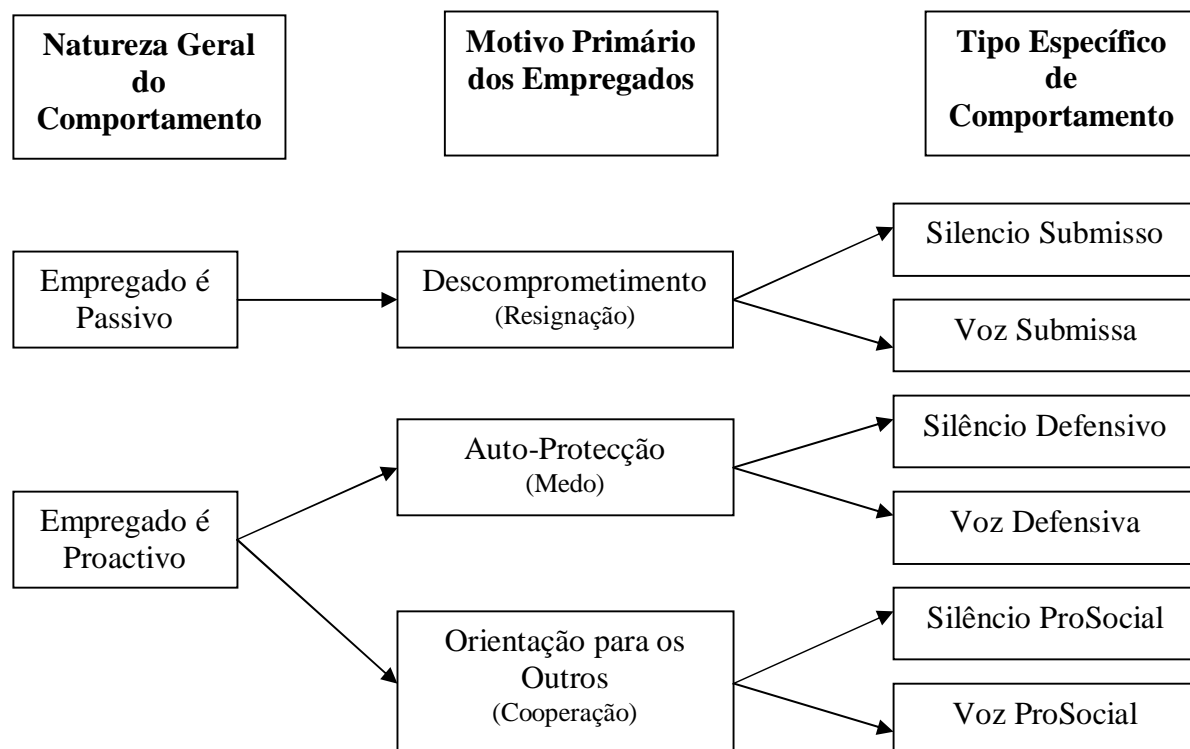 Natureza Geral
do
Comportamento
Motivo Primário
dos Empregados
Tipo Específico
de
Comportamento
Empregado é
Passivo
Descomprometimento
(Resignação)
Silencio Submisso
Voz Submissa
Empregado é
Proactivo
Auto-Protecção
(Medo)
Silêncio Defensivo
Voz Defensiva
Orientação para os
Outros
(Cooperação)
Silêncio ProSocial
Voz ProSocial